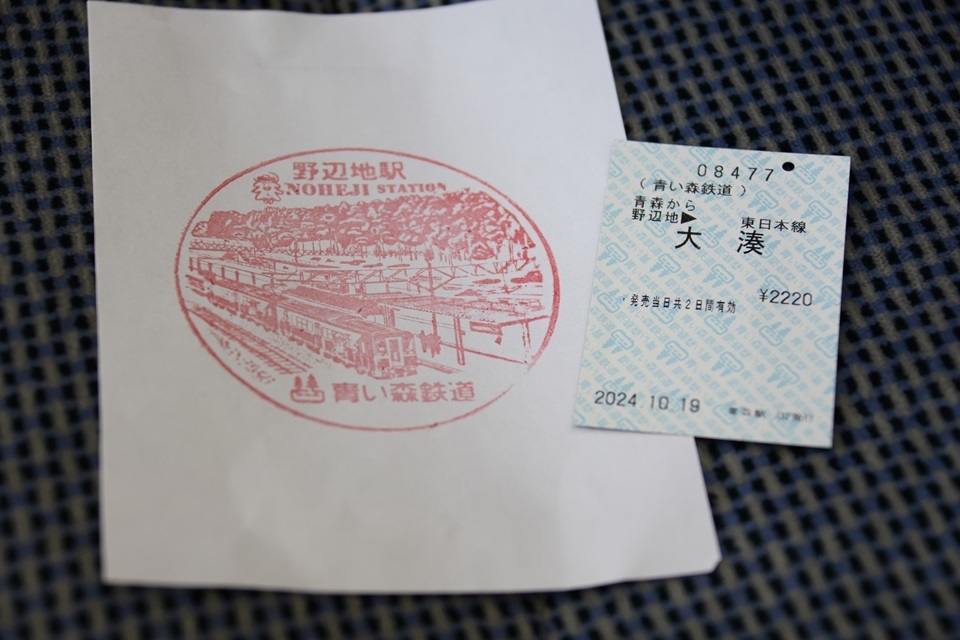 野辺地駅
NOHEJI STATION
青い森鉄道
08477
(青い森鉄道)
青森から
野辺地▶ 東日本線
大湊
¥2220
・発売当日共2日間有効
2024.10.19